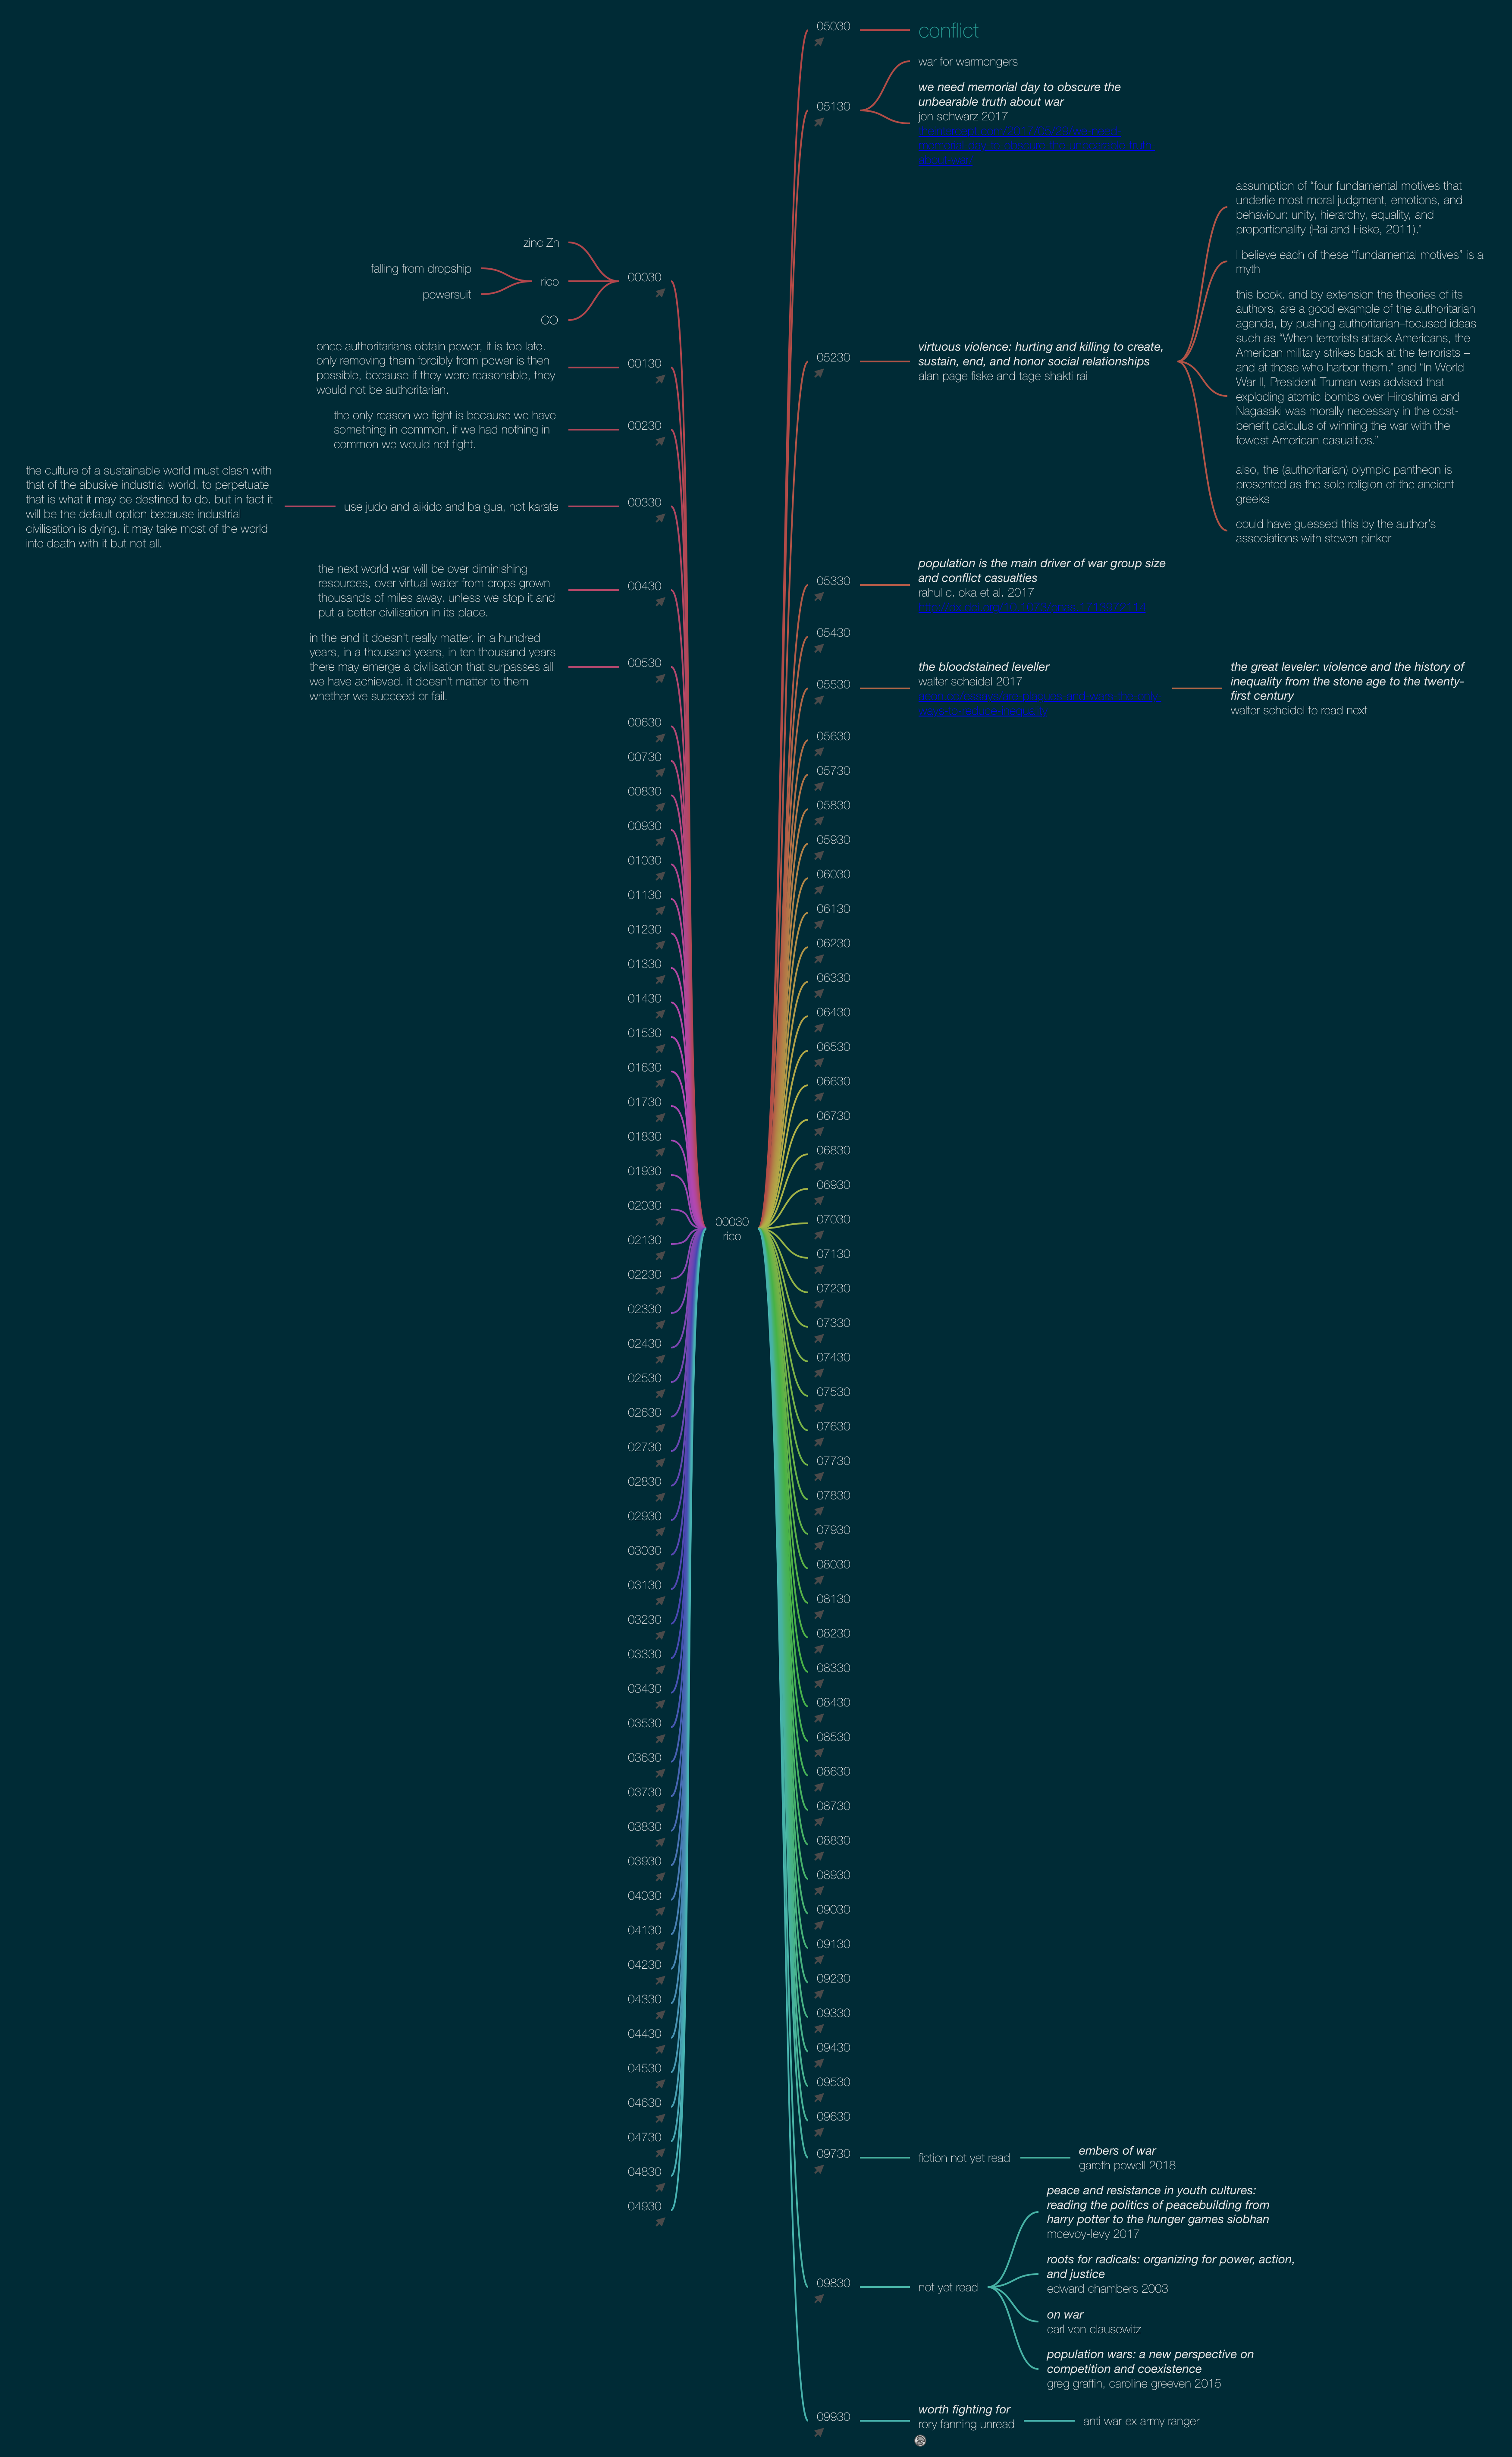 zinc Zn
falling from dropship
powersuit
rico
CO
00030
once authoritarians obtain power, it is too late.
only removing them forcibly from power is then
possible, because if they were reasonable, they
would not be authoritarian.
00130
the only reason we fight is because we have
something in common. if we had nothing in
common we would not fight.
00230
the culture of a sustainable world must clash with
that of the abusive industrial world. to perpetuate
that is what it may be destined to do. but in fact it
will be the default option because industrial
civilisation is dying. it may take most of the world
into death with it but not all.
use judo and aikido and ba gua, not karate
00330
the next world war will be over diminishing
resources, over virtual water from crops grown
thousands of miles away. unless we stop it and
put a better civilisation in its place.
00430
in the end it doesn't really matter. in a hundred
years, in a thousand years, in ten thousand years
there may emerge a civilisation that surpasses all
we have achieved. it doesn't matter to them
whether we succeed or fail.
00530
00630
00730
00830
00930
01030
01130
01230
01330
01430
01530
01630
01730
01830
01930
02030
02130
02230
02330
02430
02530
02630
02730
02830
02930
03030
03130
03230
03330
03430
03530
03630
03730
03830
03930
04030
04130
04230
04330
04430
04530
04630
04730
04830
04930
00030
rico
05030
conflict
05130
war for warmongers
we need memorial day to obscure the
unbearable truth about war
jon schwarz 2017
05230
virtuous violence: hurting and killing to create,
sustain, end, and honor social relationships
alan page fiske and tage shakti rai
assumption of “four fundamental motives that
underlie most moral judgment, emotions, and
behaviour: unity, hierarchy, equality, and
proportionality (Rai and Fiske, 2011).”
I believe each of these “fundamental motives” is a
myth
this book. and by extension the theories of its
authors, are a good example of the authoritarian
agenda, by pushing authoritarian–focused ideas
such as “When terrorists attack Americans, the
American military strikes back at the terrorists –
and at those who harbor them.” and “In World
War II, President Truman was advised that
exploding atomic bombs over Hiroshima and
Nagasaki was morally necessary in the cost-
benefit calculus of winning the war with the
fewest American casualties.”
also, the (authoritarian) olympic pantheon is
presented as the sole religion of the ancient
greeks
could have guessed this by the author's
associations with steven pinker
05330
population is the main driver of war group size
and conflict casualties
rahul c. oka et al. 2017
05430
05530
the bloodstained leveller
walter scheidel 2017
the great leveler: violence and the history of
inequality from the stone age to the twenty-
first century
walter scheidel to read next
05630
05730
05830
05930
06030
06130
06230
06330
06430
06530
06630
06730
06830
06930
07030
07130
07230
07330
07430
07530
07630
07730
07830
07930
08030
08130
08230
08330
08430
08530
08630
08730
08830
08930
09030
09130
09230
09330
09430
09530
09630
09730
fiction not yet read
embers of war
gareth powell 2018
09830
not yet read
peace and resistance in youth cultures:
reading the politics of peacebuilding from
harry potter to the hunger games siobhan
mcevoy-levy 2017
roots for radicals: organizing for power, action,
and justice
edward chambers 2003
on war
carl von clausewitz
population wars: a new perspective on
competition and coexistence
greg graffin, caroline greeven 2015
09930
worth fighting for
rory fanning unread
anti war ex army ranger